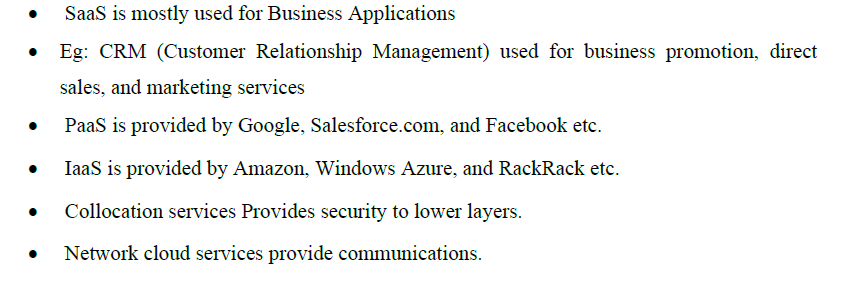 • SaaS is mostly used for Business Applications
• Eg: CRM (Customer Relationship Management) used for business promotion, direct
sales, and marketing services
• PaaS is provided by Google, Salesforce.com, and Facebook etc.
• IaaS is provided by Amazon, Windows Azure, and RackRack etc.
• Collocation services Provides security to lower layers.
• Network cloud services provide communications.